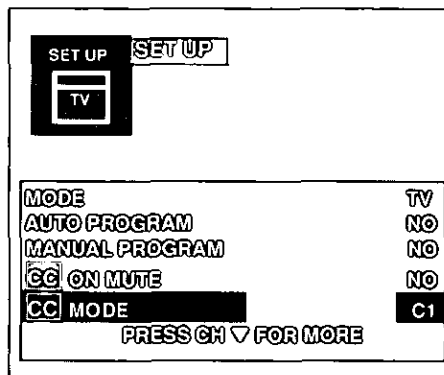 SET UP
TV
SET UP
MODE TV
AUTO PROGRAM NO
MANUAL PROGRAM NO
CC ON MUTE NO
CC MODE C1
PRESS CH ▽ FOR MORE